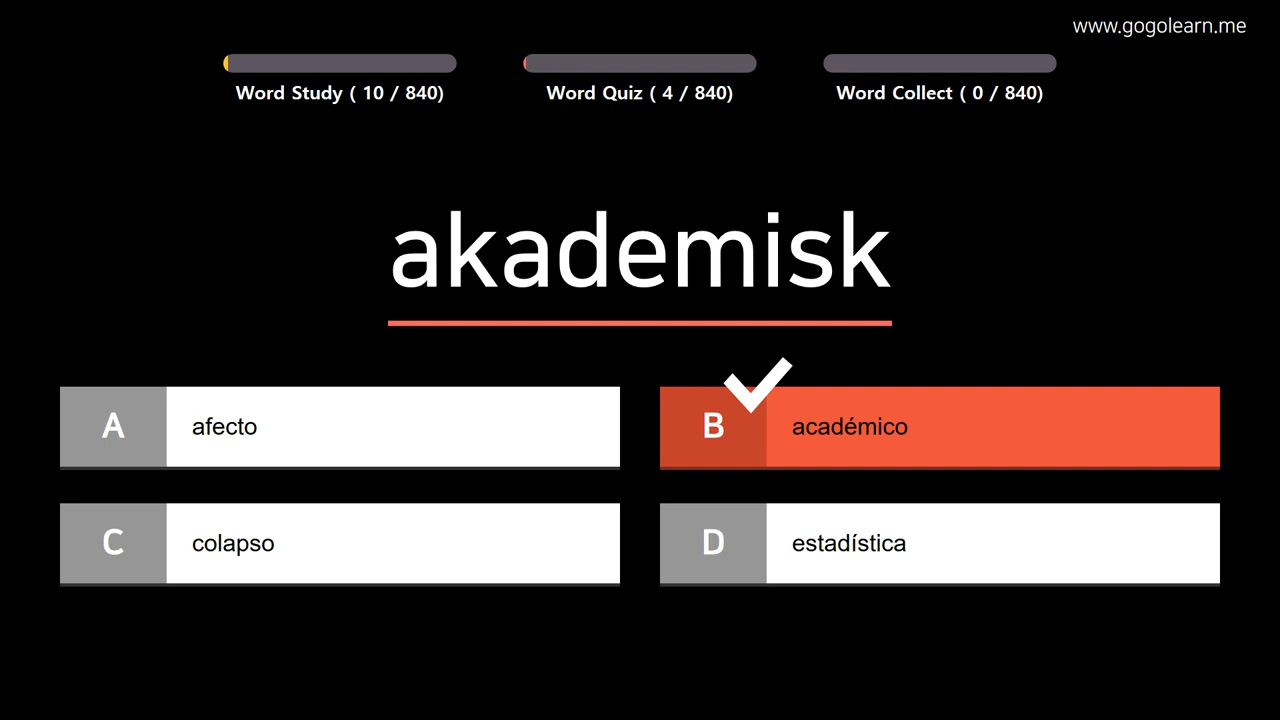 www.gogolearn.me
Word Study ( 10 / 840)
Word Quiz ( 4 / 840)
Word Collect ( 0 / 840)
akademisk
A afecto
B académico
C colapso
D estadística